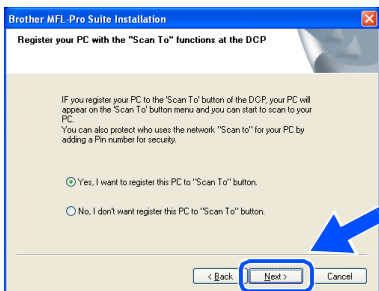 Brother MFL-Pro Suite Installation
Register your PC with the "Scan To" functions at the DCP
IF you register your PC to the 'Scan To' button of the DCP, your PC will
appear on the 'Scan To' button menu and you can start to scan to your
PC.
You can also protect who uses the network "Scan to" for your PC by
adding a Pin number for security.
Yes, I want to register this PC to "Scan To" button.
No, I don't want register this PC to "Scan To" button.
< Back
Next >
Cancel